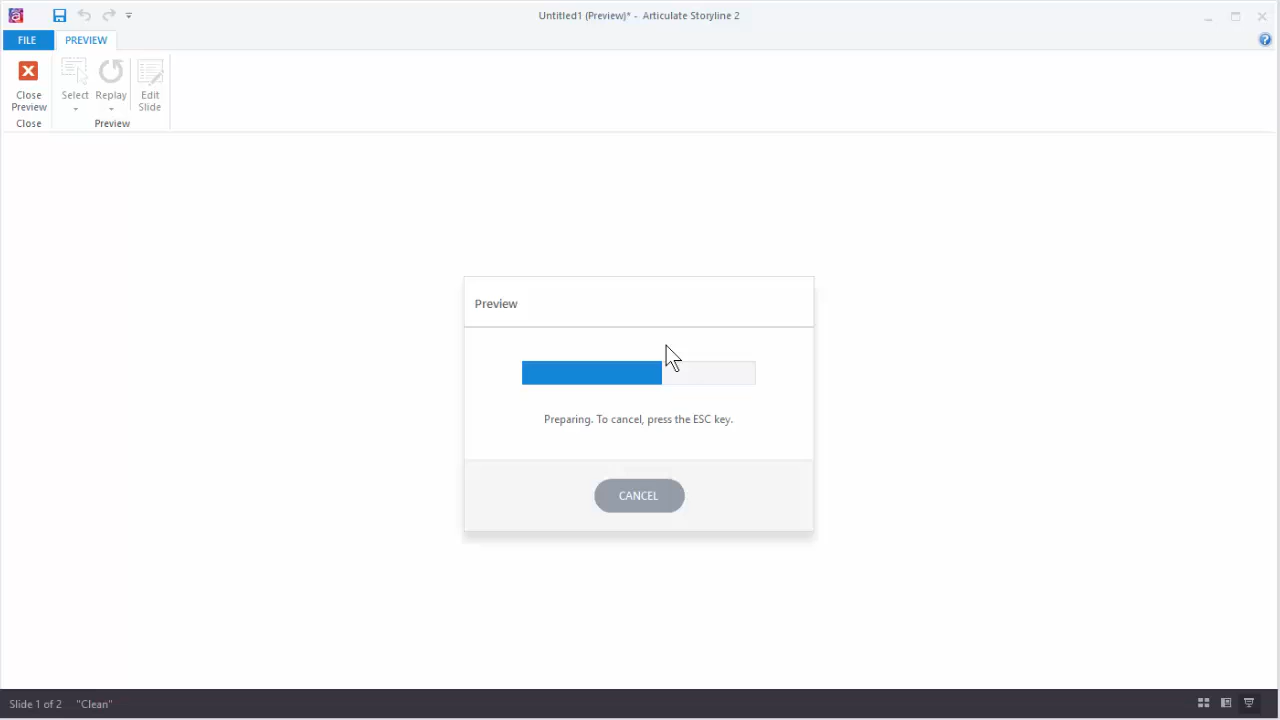 Untitled1 (Preview)* - Articulate Storyline 2
FILE
PREVIEW
Close Preview
Select
Replay
Edit Slide
Close
Preview
Preview
Preparing. To cancel, press the ESC key.
CANCEL
Slide 1 of 2
"Clean"